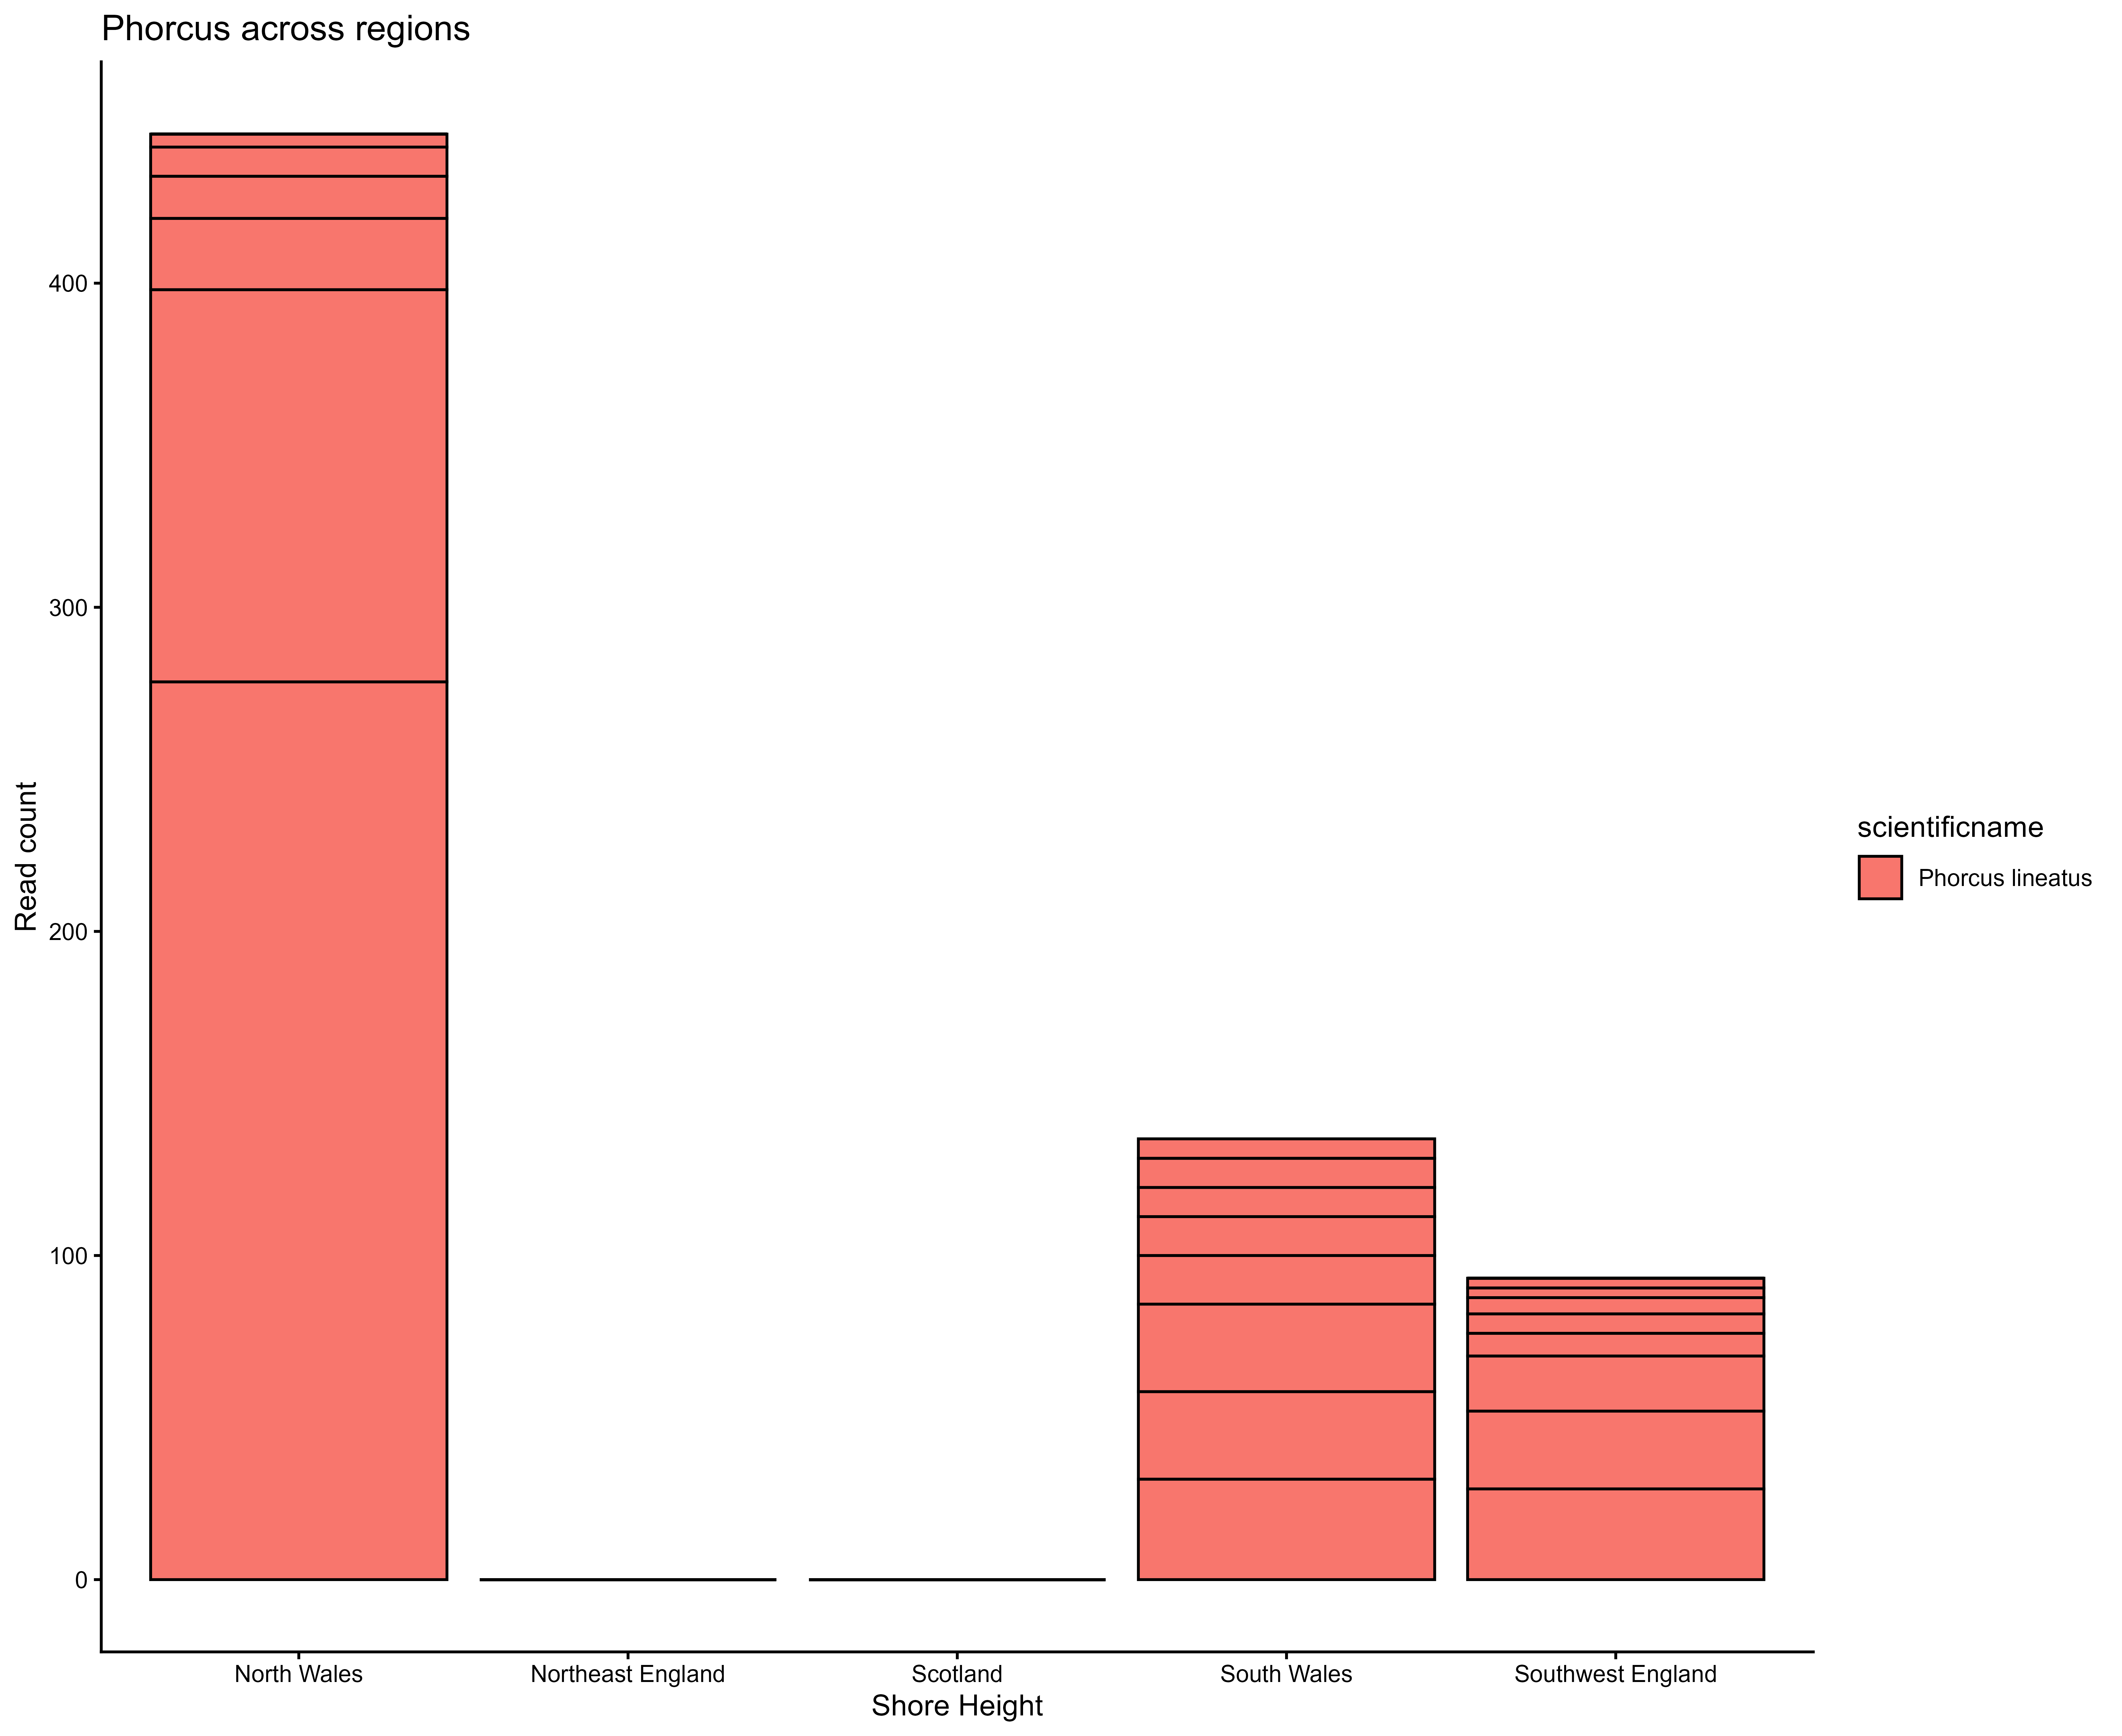 Phorcus across regions
400
300
200
100
0
Read count
North Wales
Northeast England
Scotland
South Wales
Southwest England
Shore Height
scientificname
Phorcus lineatus